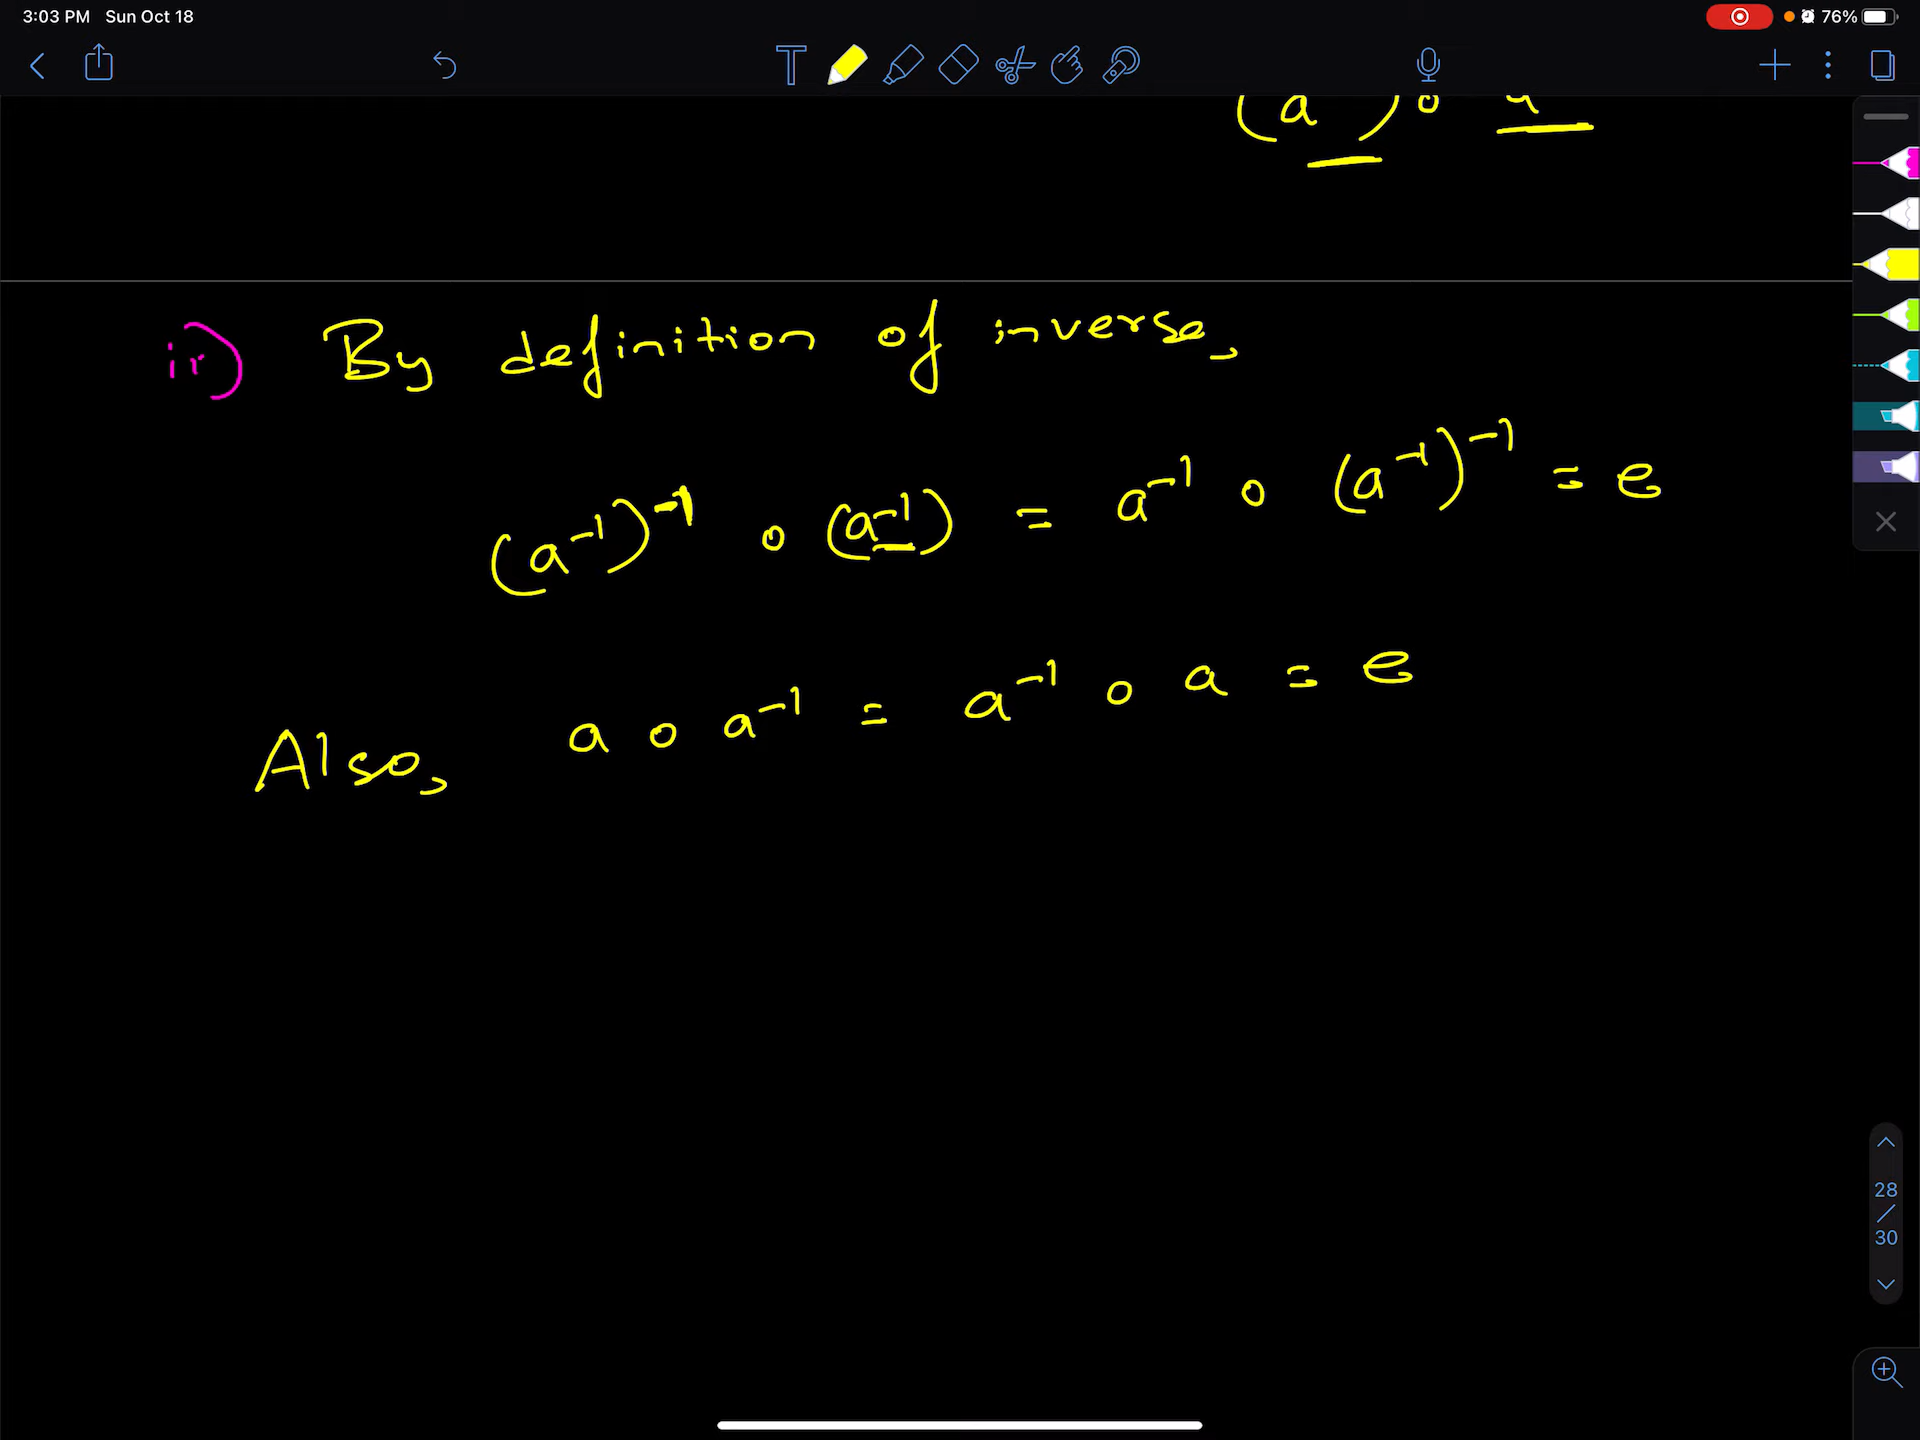 3:03 PM Sun Oct 18 76%
(a ) o
ii) By definition of inverse,
(a⁻¹)⁻¹ o (a⁻¹) = a⁻¹ o (a⁻¹)⁻¹ = e
Also, a o a⁻¹ = a⁻¹ o a = e
28
/
30